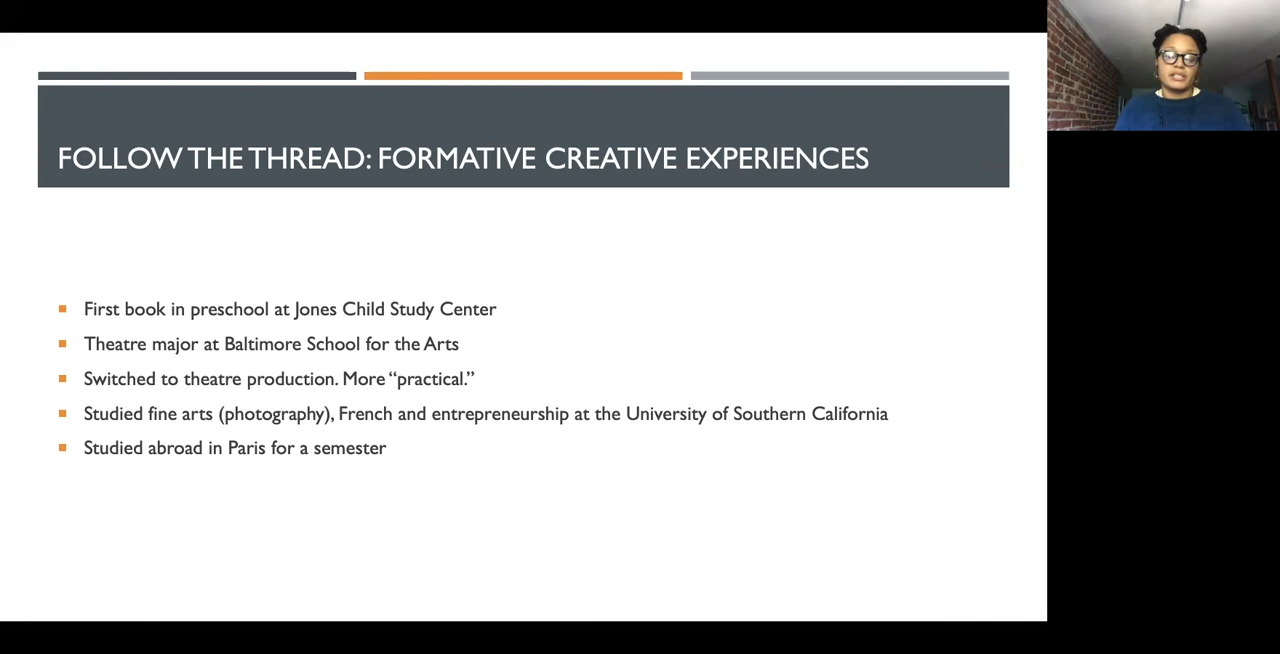 FOLLOW THE THREAD: FORMATIVE CREATIVE EXPERIENCES
First book in preschool at Jones Child Study Center
Theatre major at Baltimore School for the Arts
Switched to theatre production. More “practical.”
Studied fine arts (photography), French and entrepreneurship at the University of Southern California
Studied abroad in Paris for a semester